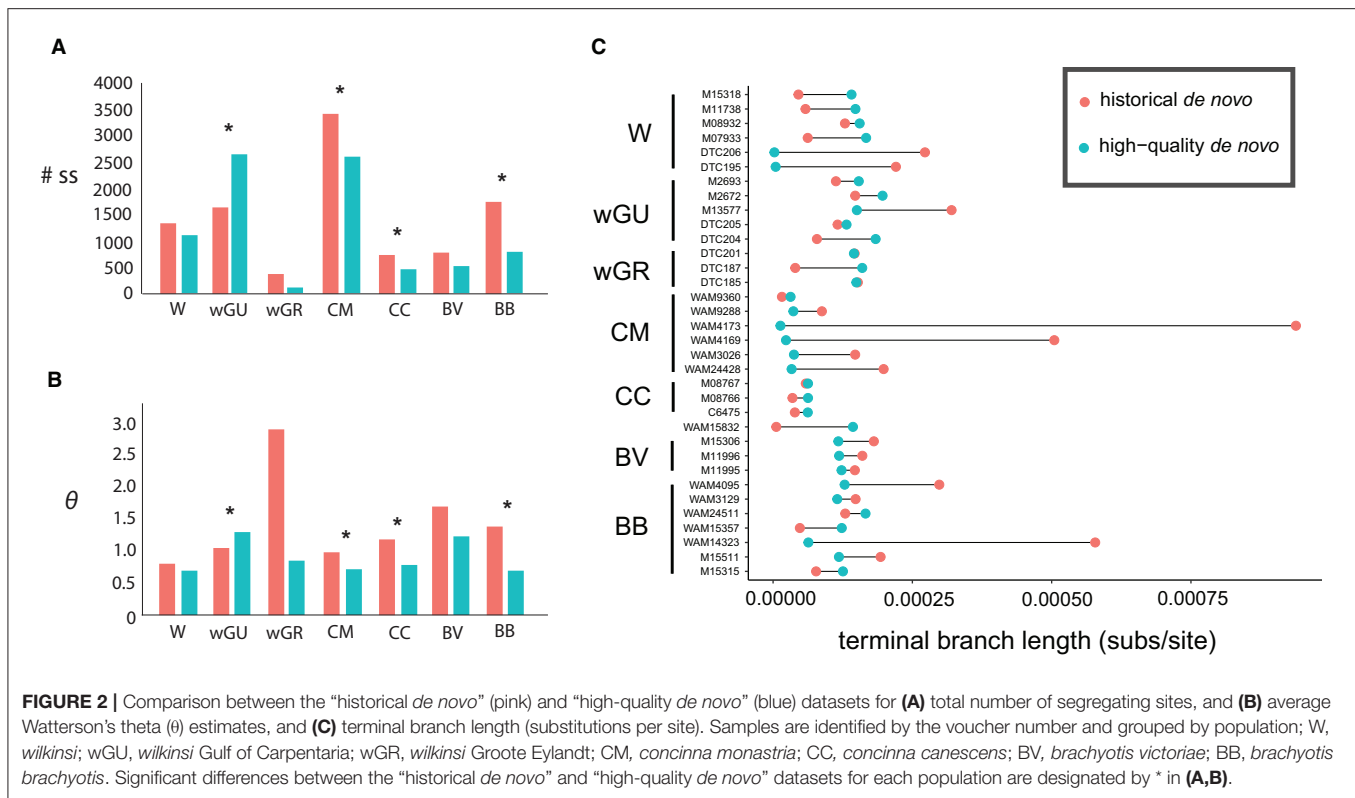 A
4000
3500
3000
2500
2000
1500
1000
500
0
# ss
*
*
*
*
W wGU wGR CM CC BV BB
B
3.0
2.5
2.0
1.5
1.0
0.5
0
θ
*
*
*
*
W wGU wGR CM CC BV BB
C
historical de novo
high-quality de novo
W
M15318
M11738
M08932
M07933
DTC206
DTC195
wGU
M2693
M2672
M13577
DTC205
DTC204
wGR
DTC201
DTC187
DTC185
CM
WAM9360
WAM9288
WAM4173
WAM4169
WAM3026
WAM24428
CC
M08767
M08766
C6475
WAM15832
BV
M15306
M11996
M11995
BB
WAM4095
WAM3129
WAM24511
WAM15357
WAM14323
M15511
M15315
0.00000 0.00025 0.00050 0.00075
terminal branch length (subs/site)
FIGURE 2 | Comparison between the “historical de novo” (pink) and “high-quality de novo” (blue) datasets for (A) total number of segregating sites, and (B) average
Watterson’s theta (θ) estimates, and (C) terminal branch length (substitutions per site). Samples are identified by the voucher number and grouped by population; W,
wilkinsi; wGU, wilkinsi Gulf of Carpentaria; wGR, wilkinsi Groote Eylandt; CM, concinna monastria; CC, concinna canescens; BV, brachyotis victoriae; BB, brachyotis
brachyotis. Significant differences between the “historical de novo” and “high-quality de novo” datasets for each population are designated by * in (A,B).